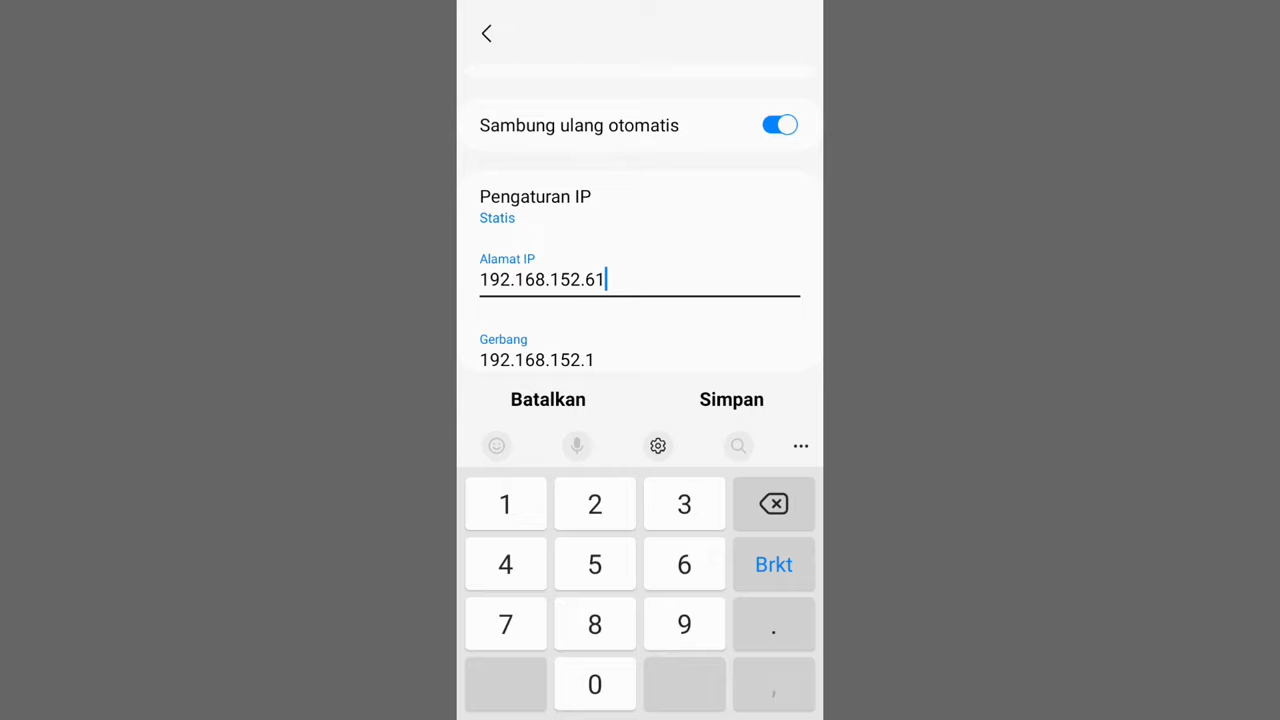 Sambung ulang otomatis
Pengaturan IP
Statis
Alamat IP
192.168.152.61
Gerbang
192.168.152.1
Batalkan Simpan
1 2 3
4 5 6 Brkt
7 8 9 .
0 ,